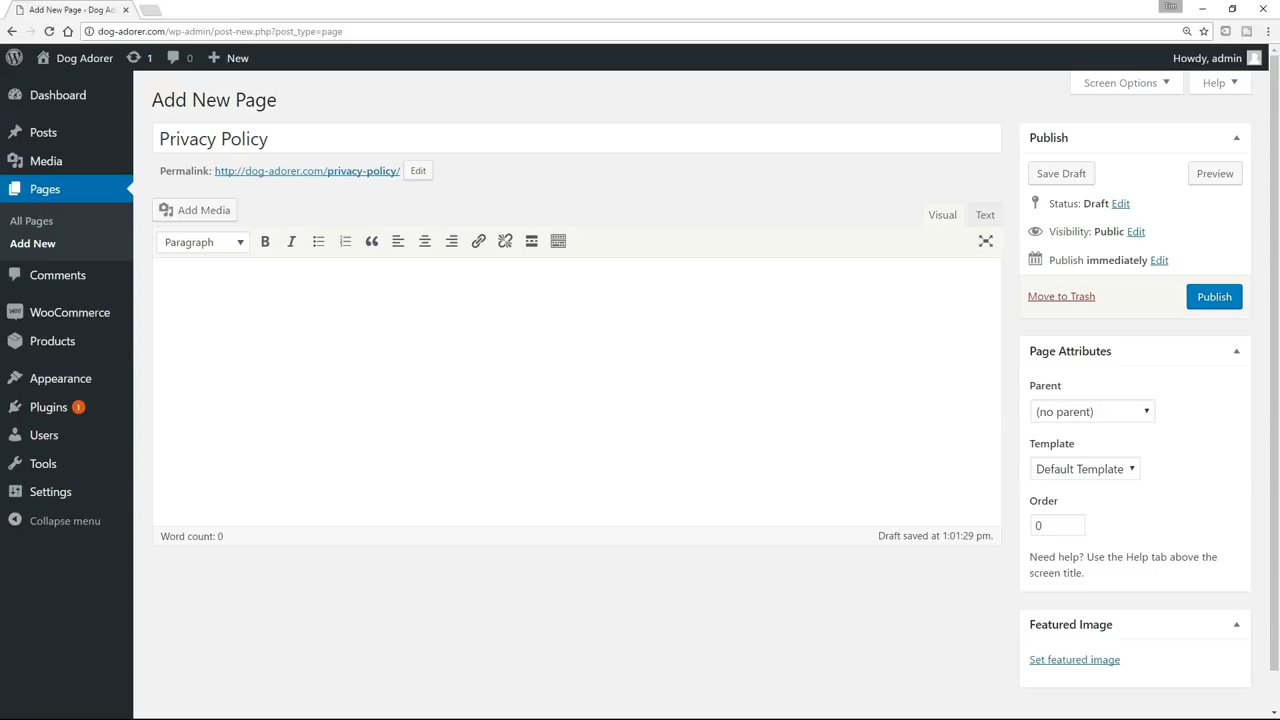 Add New Page ‹ Dog Ad
Tim
dog-adorer.com/wp-admin/post-new.php?post_type=page
Dog Adorer
1
0
New
Howdy, admin
Dashboard
Posts
Media
Pages
All Pages
Add New
Comments
WooCommerce
Products
Appearance
Plugins 1
Users
Tools
Settings
Collapse menu
Screen Options
Help
Add New Page
Privacy Policy
Permalink: http://dog-adorer.com/privacy-policy/ Edit
Add Media
Visual Text
Paragraph
B I
Word count: 0
Draft saved at 1:01:29 pm.
Publish
Save Draft
Preview
Status: Draft Edit
Visibility: Public Edit
Publish immediately Edit
Move to Trash
Publish
Page Attributes
Parent
(no parent)
Template
Default Template
Order
0
Need help? Use the Help tab above the
screen title.
Featured Image
Set featured image